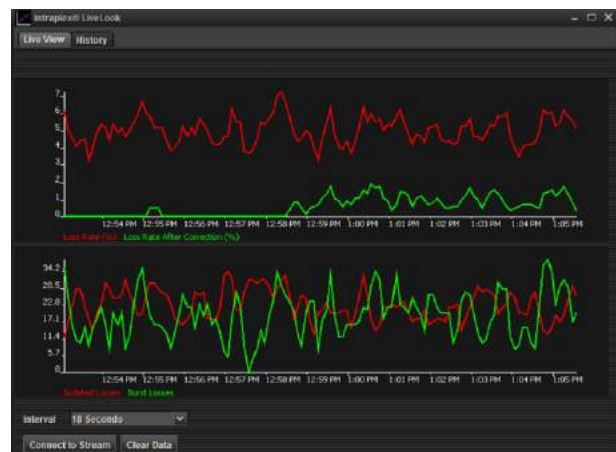 Intraplex® LiveLook
Live View History
7
6
5
4
3
2
1
0
12:54 PM 12:55 PM 12:56 PM 12:57 PM 12:58 PM 12:59 PM 1:00 PM 1:01 PM 1:02 PM 1:03 PM 1:04 PM 1:05 PM
Loss Rate (%) Loss Rate After Correction (%)
34.2
28.5
22.8
17.1
11.4
5.7
0
12:54 PM 12:55 PM 12:56 PM 12:57 PM 12:58 PM 12:59 PM 1:00 PM 1:01 PM 1:02 PM 1:03 PM 1:04 PM 1:05 PM
Isolated Losses Burst Losses
Interval 18 Seconds
Connect to Stream Clear Data